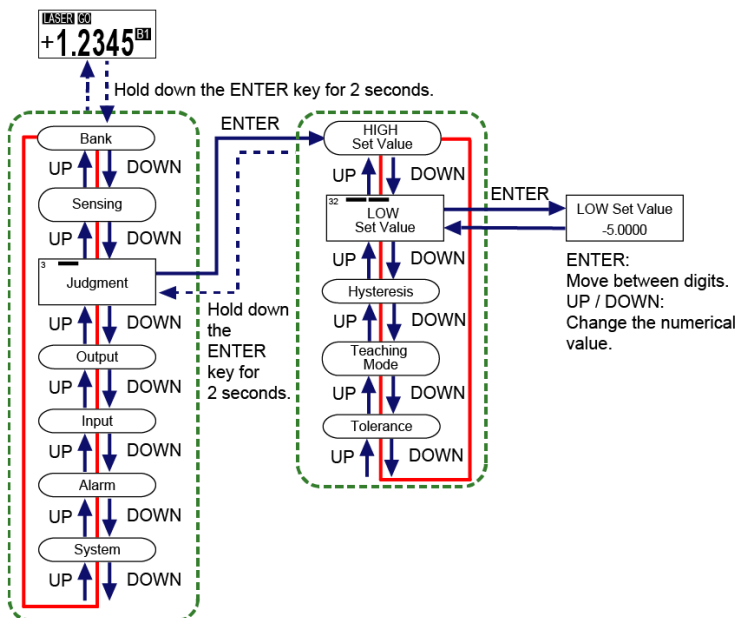 LASER GO
+1.2345 B1
Hold down the ENTER key for 2 seconds.
Bank
UP DOWN
Sensing
UP DOWN
3
Judgment
UP DOWN
Output
UP DOWN
Input
UP DOWN
Alarm
UP DOWN
System
UP DOWN
ENTER
Hold down
the
ENTER
key for
2 seconds.
HIGH
Set Value
UP DOWN
32
LOW
Set Value
UP DOWN
Hysteresis
UP DOWN
Teaching
Mode
UP DOWN
Tolerance
UP DOWN
ENTER
LOW Set Value
-5.0000
ENTER:
Move between digits.
UP / DOWN:
Change the numerical
value.